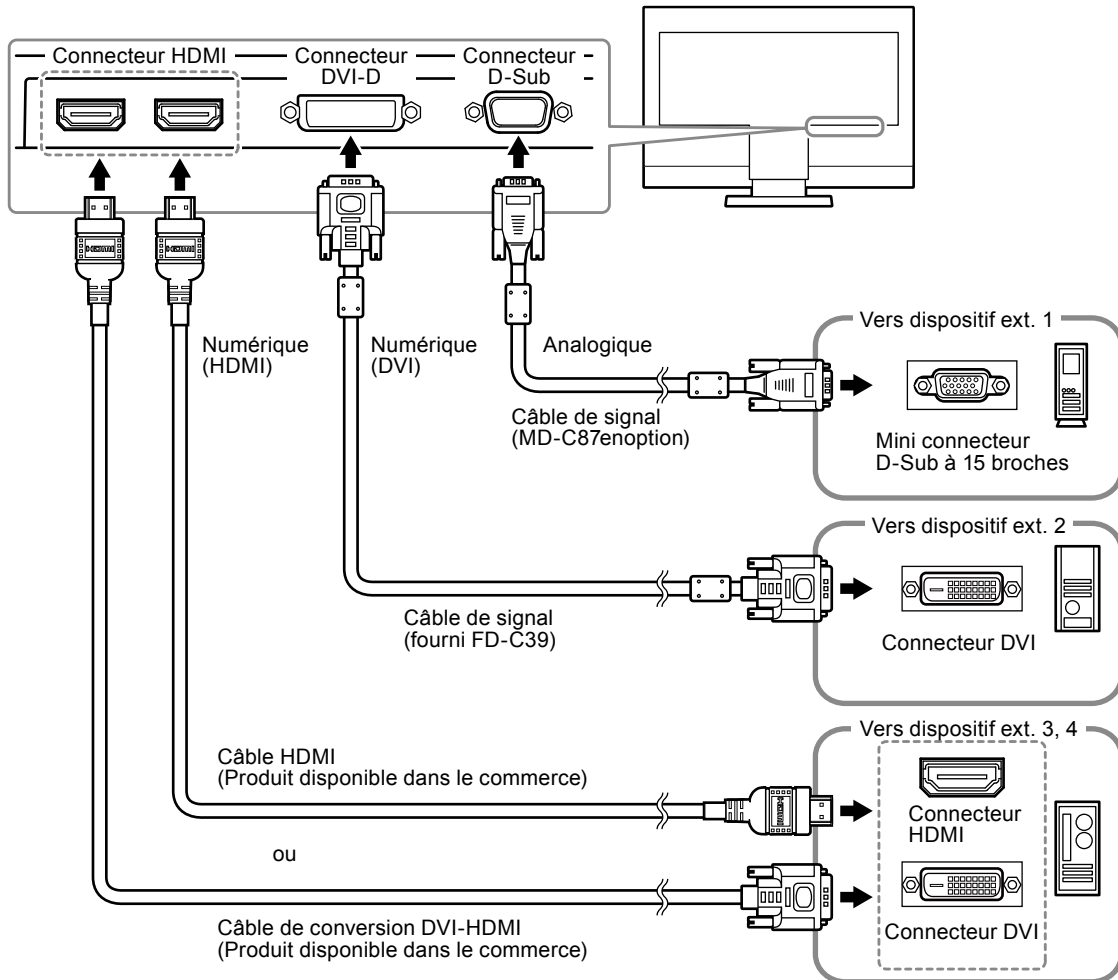 Connecteur HDMI
Connecteur
DVI-D
Connecteur
D-Sub
HDMI
HDMI
Numérique
(HDMI)
Numérique
(DVI)
Analogique
Câble de signal
(MD-C87enoption)
Vers dispositif ext. 1
Mini connecteur
D-Sub à 15 broches
Vers dispositif ext. 2
Câble de signal
(fourni FD-C39)
Connecteur DVI
Vers dispositif ext. 3, 4
Câble HDMI
(Produit disponible dans le commerce)
HDMI
Connecteur
HDMI
ou
Câble de conversion DVI-HDMI
(Produit disponible dans le commerce)
Connecteur DVI